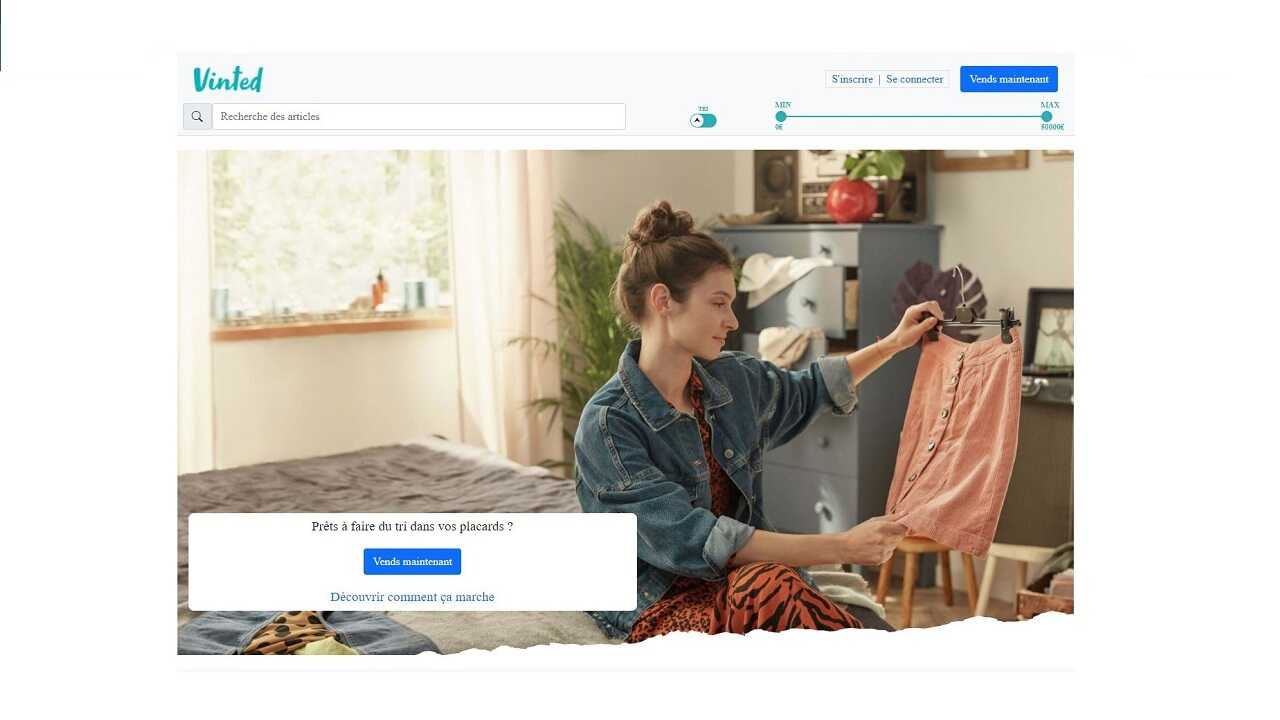 Vinted
S'inscrire | Se connecter
Vends maintenant
Recherche des articles
TRI
MIN
MAX
0€
50000€
Prêts à faire du tri dans vos placards ?
Vends maintenant
Découvrir comment ça marche